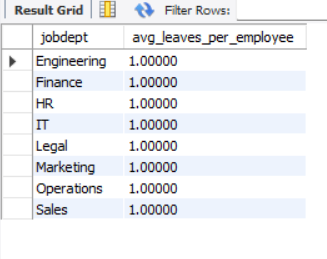 Result Grid Filter Rows:
jobdept avg_leaves_per_employee
Engineering 1.00000
Finance 1.00000
HR 1.00000
IT 1.00000
Legal 1.00000
Marketing 1.00000
Operations 1.00000
Sales 1.00000